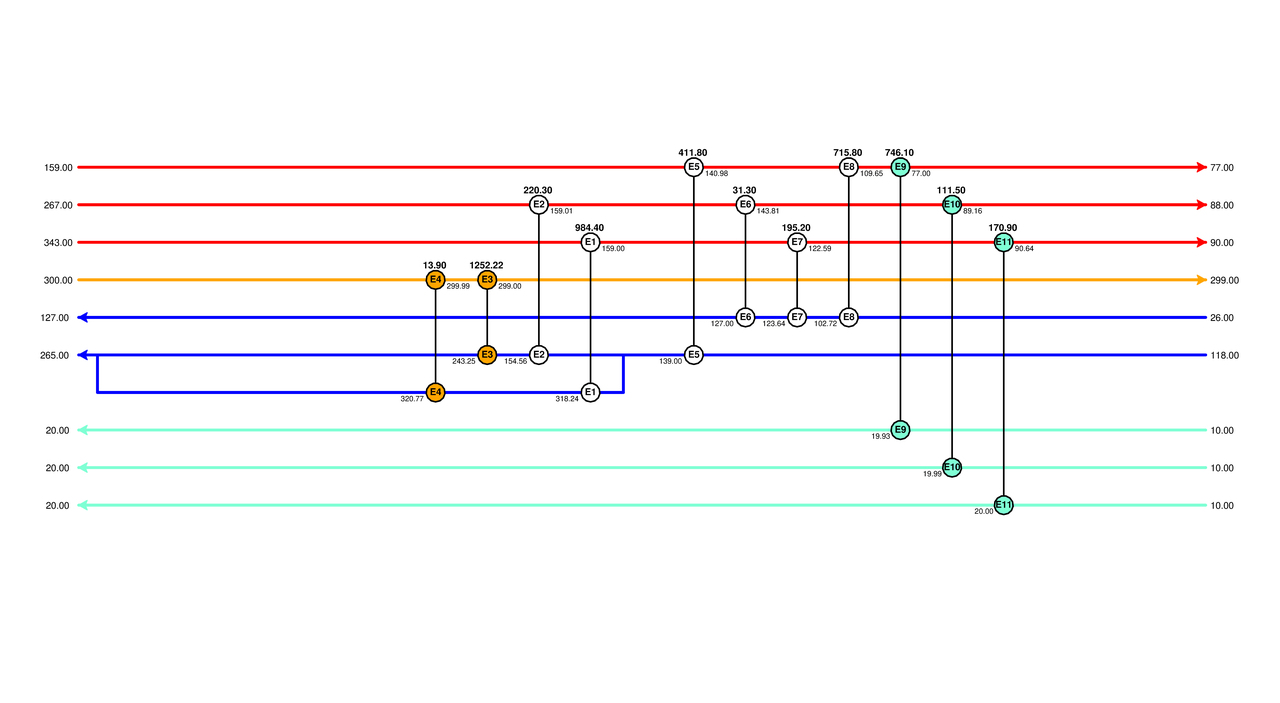 411.80 715.80 746.10
159.00 E5 E8 E9 77.00
140.98 109.65 77.00
220.30 31.30 111.50
267.00 E2 E6 E10 88.00
159.01 143.81 89.16
984.40 195.20 170.90
343.00 E1 E7 E11 90.00
159.00 122.59 90.64
13.90 1252.22
300.00 E4 E3 299.00
299.99 299.00
127.00 E6 E7 E8 26.00
127.00 123.64 102.72
265.00 E3 E2 E5 118.00
243.25 154.56 139.00
E4 E1
320.77 318.24
20.00 E9 10.00
19.93
20.00 E10 10.00
19.99
20.00 E11 10.00
20.00